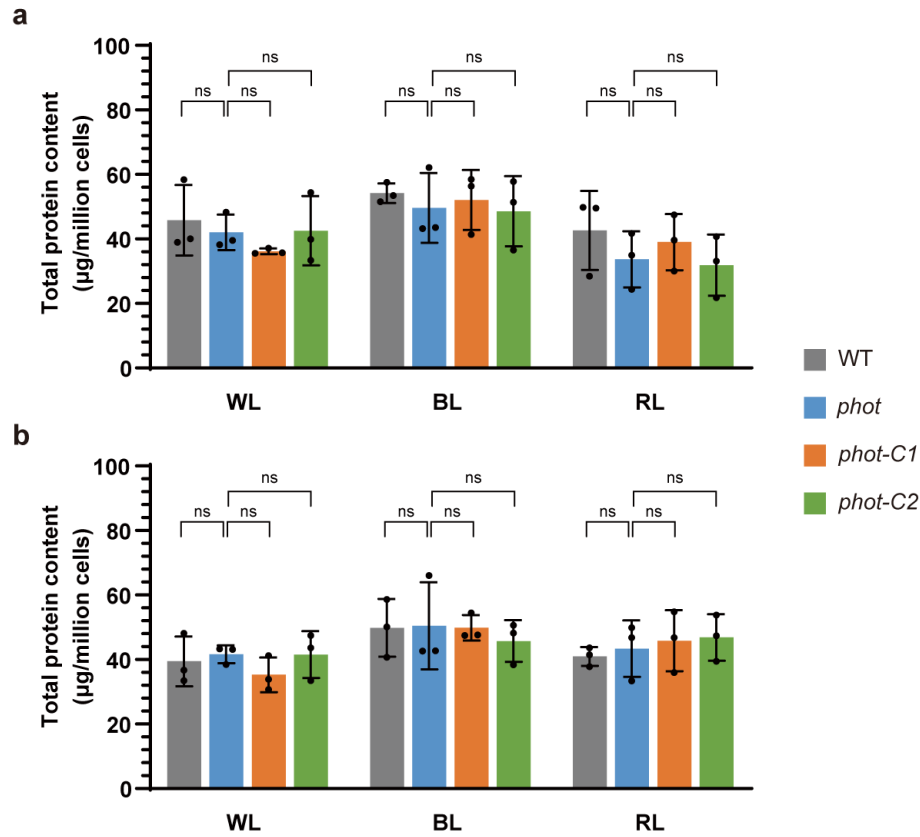 a
Total protein content
(µg/million cells)
100
80
60
40
20
0
ns
ns
ns
ns
ns
ns
ns
ns
ns
WL
BL
RL
WT
phot
phot-C1
phot-C2
b
Total protein content
(µg/million cells)
100
80
60
40
20
0
ns
ns
ns
ns
ns
ns
ns
ns
ns
WL
BL
RL